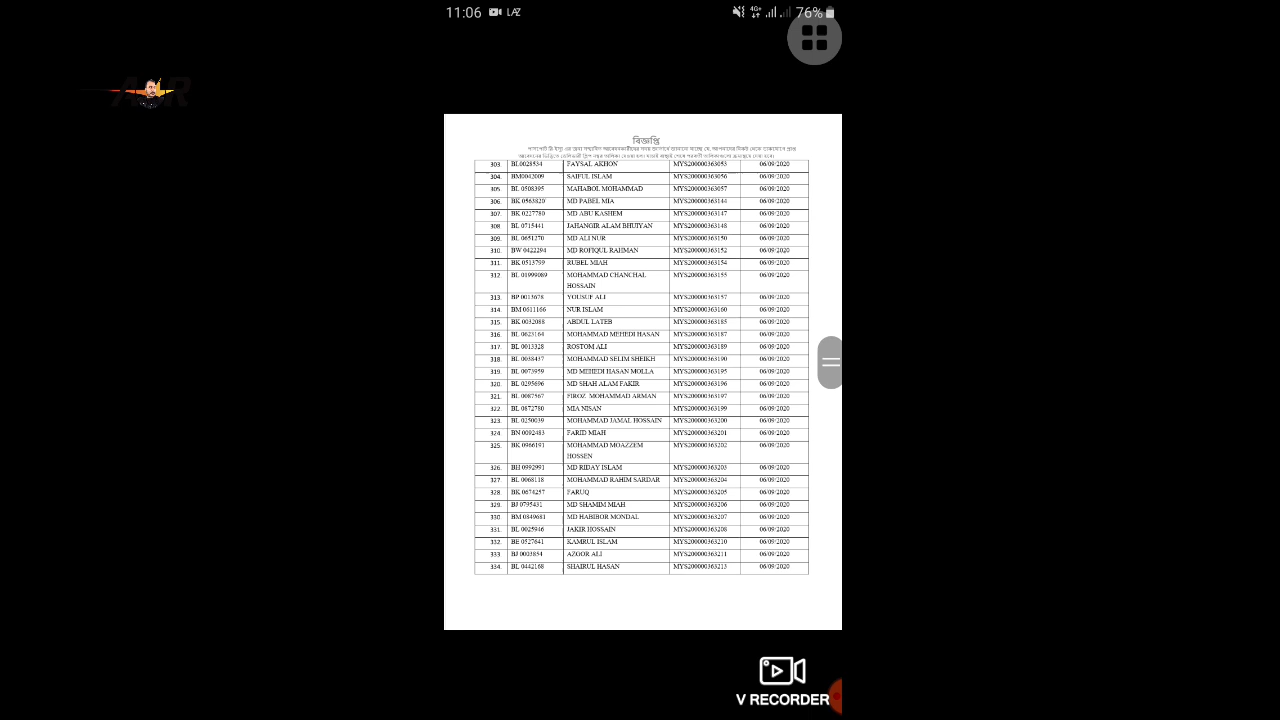 11:06 LAZ 4G+ 76%
বিজ্ঞপ্তি
303. BL0028534 FAYSAL AKHON MYS200000363053 06/09/2020
304. BM0042009 SAIFUL ISLAM MYS200000363056 06/09/2020
305. BL 0508395 MAHABOL MOHAMMAD MYS200000363057 06/09/2020
306. BK 0563820 MD PABEL MIA MYS200000363144 06/09/2020
307. BK 0227780 MD ABU KASHEM MYS200000363147 06/09/2020
308. BL 0715441 JAHANGIR ALAM BHUIYAN MYS200000363148 06/09/2020
309. BL 0651270 MD ALI NUR MYS200000363150 06/09/2020
310. BW 0422294 MD ROFIQUL RAHMAN MYS200000363152 06/09/2020
311. BK 0513799 RUBEL MIAH MYS200000363154 06/09/2020
312. BL 01999089 MOHAMMAD CHANCHAL MYS200000363155 06/09/2020
HOSSAIN
313. BP 0013678 YOUSUF ALI MYS200000363157 06/09/2020
314. BM 0611166 NUR ISLAM MYS200000363160 06/09/2020
315. BK 0032088 ABDUL LATEB MYS200000363185 06/09/2020
316. BL 0623164 MOHAMMAD MEHEDI HASAN MYS200000363187 06/09/2020
317. BL 0013328 ROSTOM ALI MYS200000363189 06/09/2020
318. BL 0038437 MOHAMMAD SELIM SHEIKH MYS200000363190 06/09/2020
319. BL 0073959 MD MEHEDI HASAN MOLLA MYS200000363195 06/09/2020
320. BL 0295696 MD SHAH ALAM FAKIR MYS200000363196 06/09/2020
321. BL 0087567 FIROZ MOHAMMAD ARMAN MYS200000363197 06/09/2020
322. BL 0872780 MIA NISAN MYS200000363199 06/09/2020
323. BL 0250039 MOHAMMAD JAMAL HOSSAIN MYS200000363200 06/09/2020
324. BN 0092483 FARID MIAH MYS200000363201 06/09/2020
325. BK 0966191 MOHAMMAD MOAZZEM MYS200000363202 06/09/2020
HOSSEN
326. BH 0992991 MD RIDAY ISLAM MYS200000363203 06/09/2020
327. BL 0068118 MOHAMMAD RAHIM SARDAR MYS200000363204 06/09/2020
328. BK 0674257 FARUQ MYS200000363205 06/09/2020
329. BJ 0795431 MD SHAMIM MIAH MYS200000363206 06/09/2020
330. BM 0849681 MD HABIBOR MONDAL MYS200000363207 06/09/2020
331. BL 0025946 JAKIR HOSSAIN MYS200000363208 06/09/2020
332. BE 0527641 KAMRUL ISLAM MYS200000363210 06/09/2020
333. BJ 0003854 AZOOR ALI MYS200000363211 06/09/2020
334. BL 0442168 SHAIRUL HASAN MYS200000363213 06/09/2020
V RECORDER